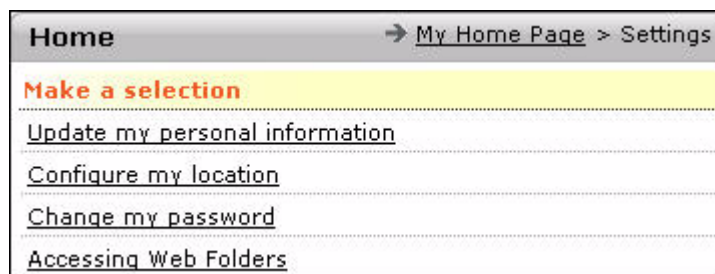 Home → My Home Page > Settings
Make a selection
Update my personal information
Configure my location
Change my password
Accessing Web Folders